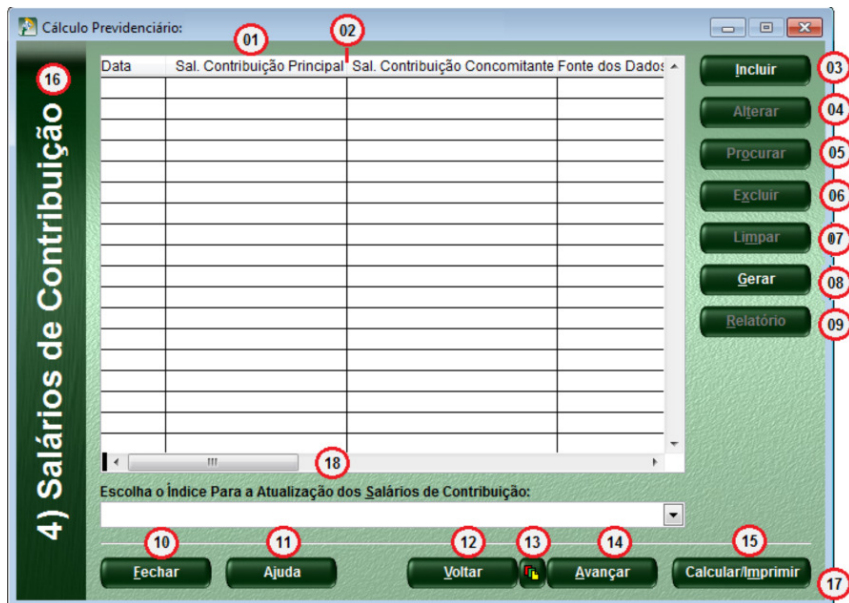 Cálculo Previdenciário:
01
02
16
4) Salários de Contribuição
Data Sal. Contribuição Principal Sal. Contribuição Concomitante Fonte dos Dados
Incluir 03
Alterar 04
Procurar 05
Excluir 06
Limpar 07
Gerar 08
Relatório 09
18
Escolha o Índice Para a Atualização dos Salários de Contribuição:
10 11 12 13 14 15
Fechar Ajuda Voltar Avançar Calcular/Imprimir
17